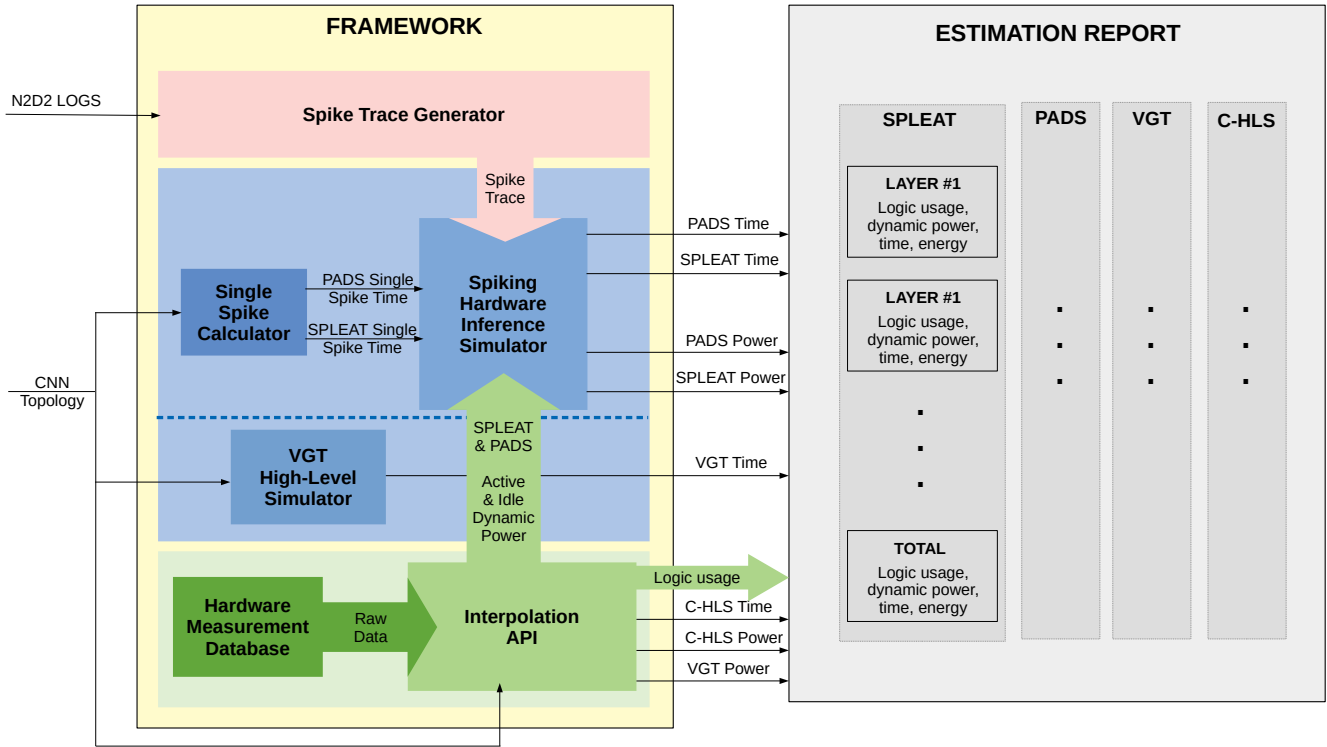 FRAMEWORK
ESTIMATION REPORT
N2D2 LOGS
Spike Trace Generator
Spike
Trace
Single
Spike
Calculator
PADS Single
Spike Time
SPLEAT Single
Spike Time
Spiking
Hardware
Inference
Simulator
PADS Time
SPLEAT Time
PADS Power
SPLEAT Power
CNN
Topology
VGT
High-Level
Simulator
SPLEAT
& PADS
Active
& Idle
Dynamic
Power
VGT Time
Hardware
Measurement
Database
Raw
Data
Interpolation
API
Logic usage
C-HLS Time
C-HLS Power
VGT Power
SPLEAT
PADS
VGT
C-HLS
LAYER #1
Logic usage,
dynamic power,
time, energy
LAYER #1
Logic usage,
dynamic power,
time, energy
TOTAL
Logic usage,
dynamic power,
time, energy